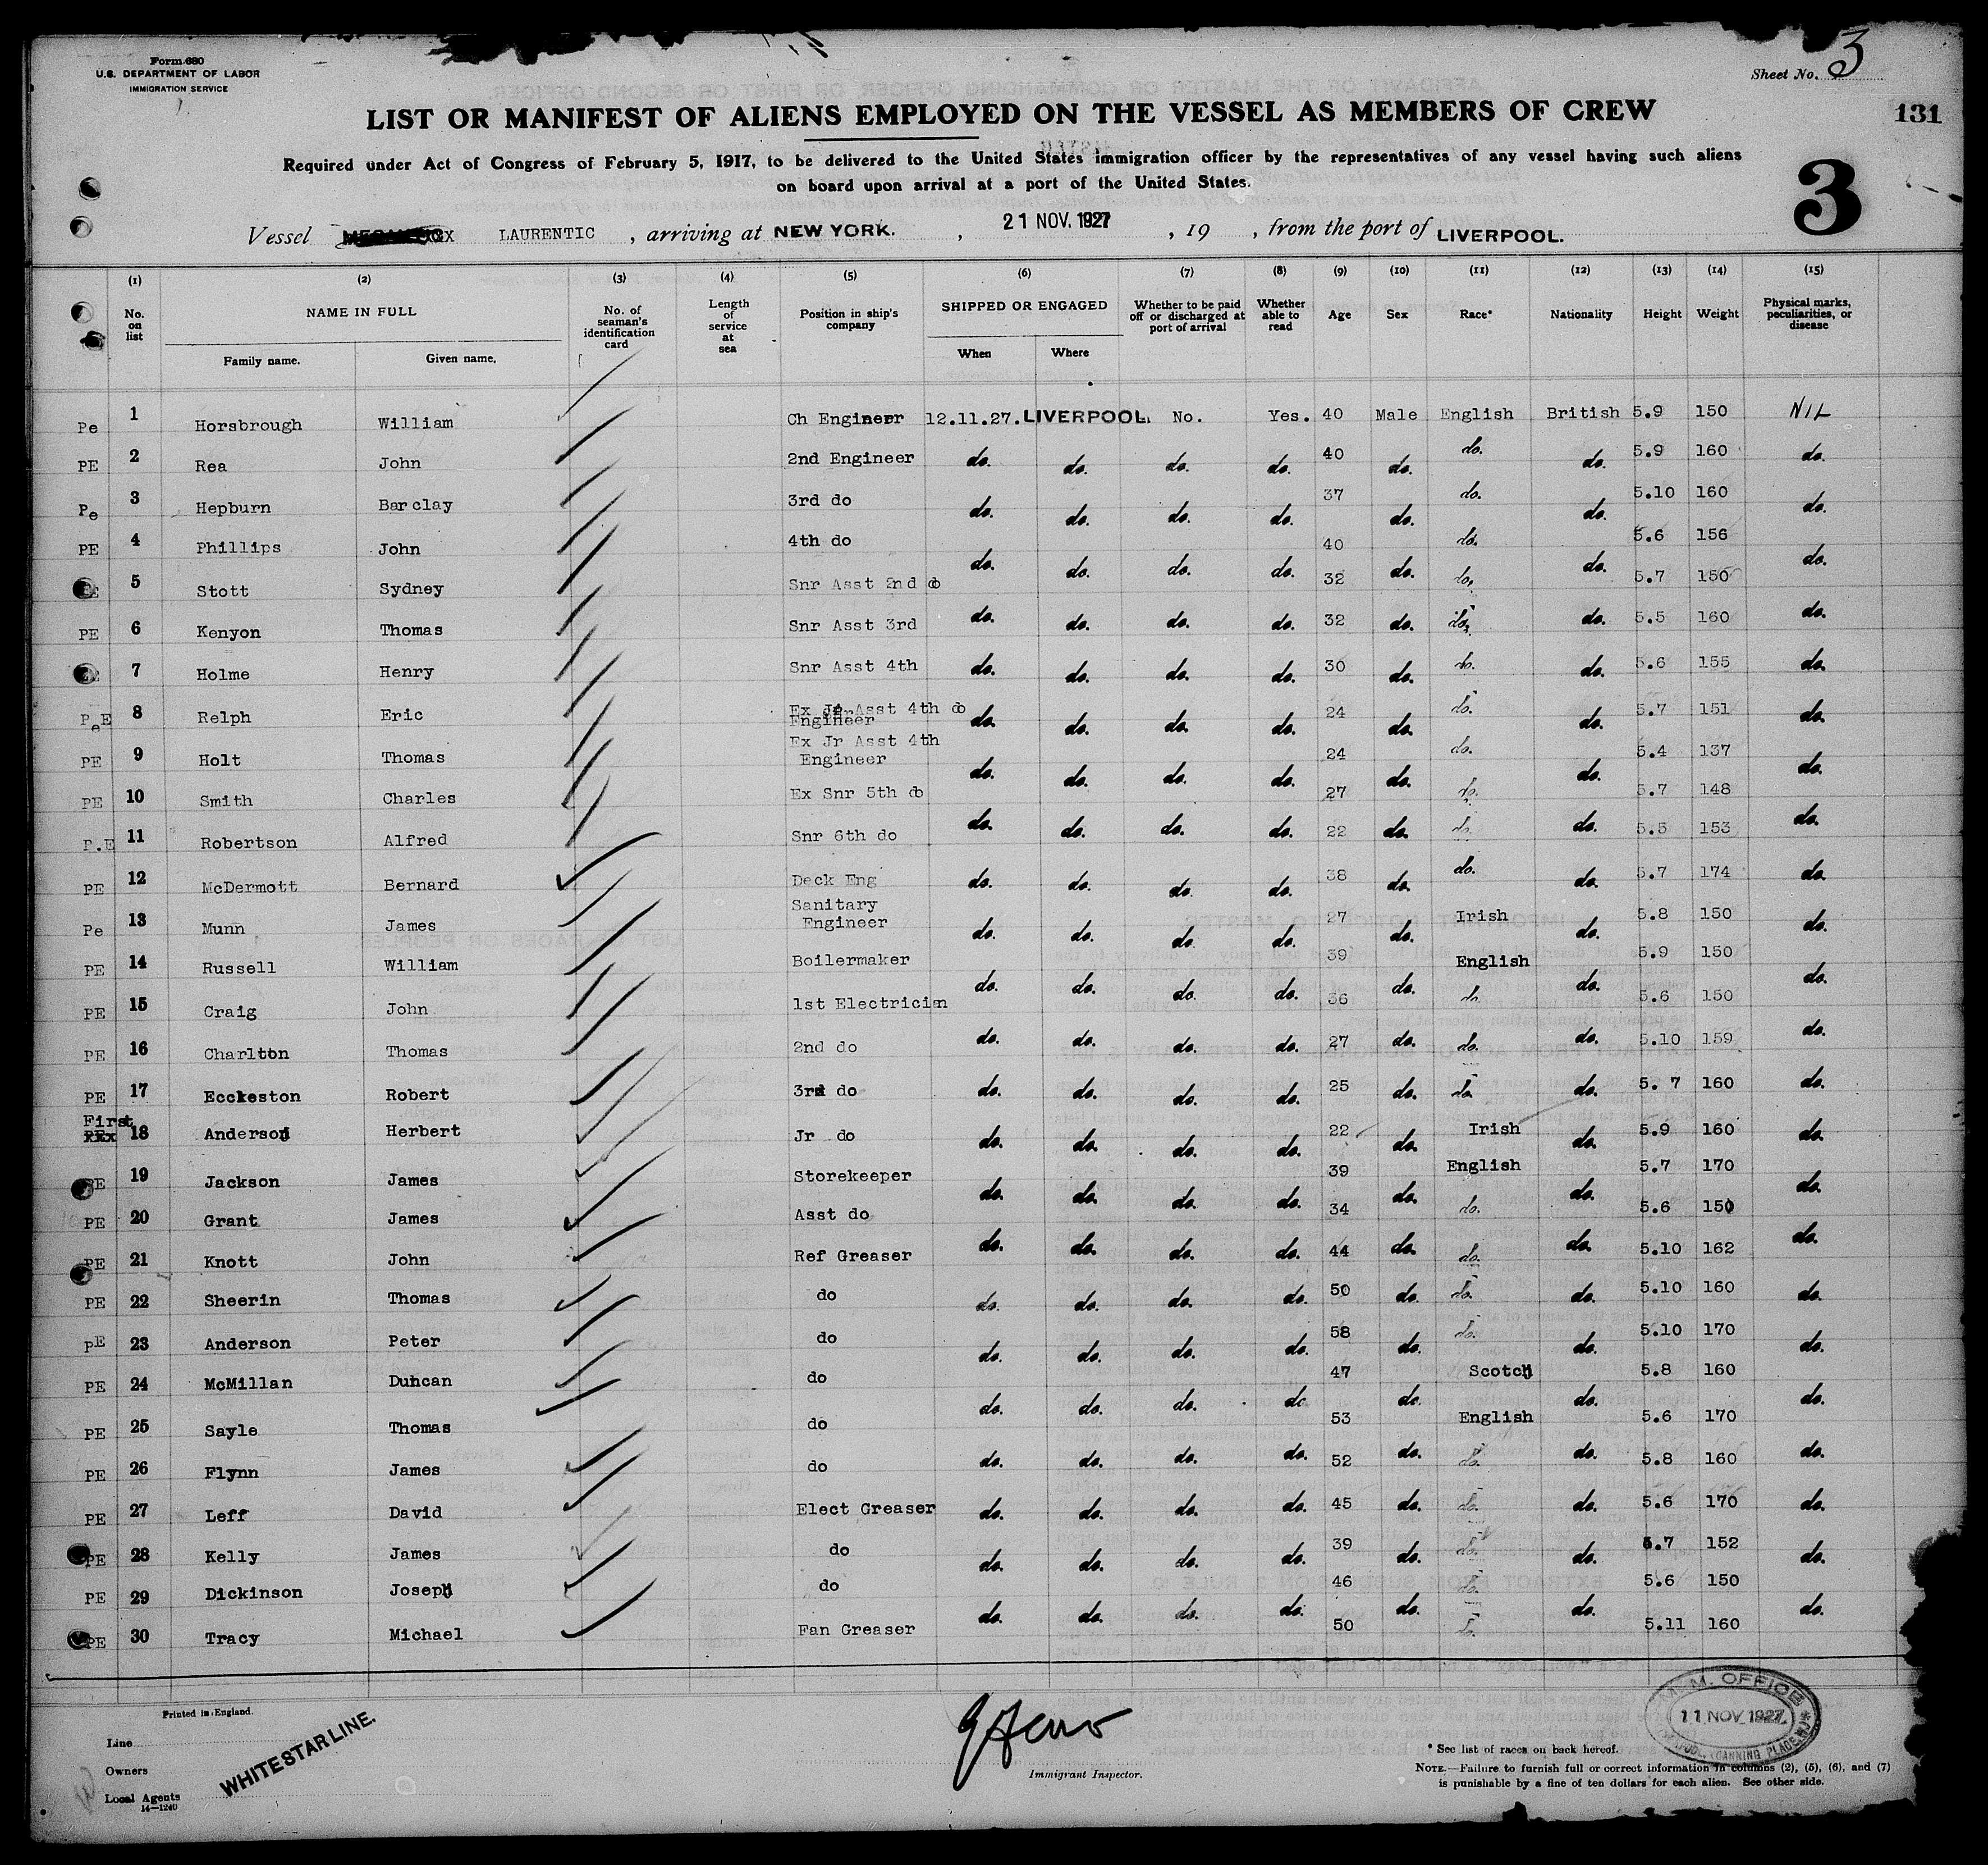 Form 680
U.S. DEPARTMENT OF LABOR
IMMIGRATION SERVICE
Sheet No. 3
131
LIST OR MANIFEST OF ALIENS EMPLOYED ON THE VESSEL AS MEMBERS OF CREW
Required under Act of Congress of February 5, 1917, to be delivered to the United States immigration officer by the representatives of any vessel having such aliens
on board upon arrival at a port of the United States.
3
Vessel LAURENTIC, arriving at NEW YORK., 21 NOV. 1927, 19 , from the port of LIVERPOOL.
(1) (2) (3) (4) (5) (6) (7) (8) (9) (10) (11) (12) (13) (14) (15)
No. on list NAME IN FULL Family name. Given name. No. of seaman's identification card Length of service at sea Position in ship's company SHIPPED OR ENGAGED When Where Whether to be paid off or discharged at port of arrival Whether able to read Age Sex Race* Nationality Height Weight Physical marks, peculiarities, or disease
Pe 1 Horsbrough William Ch Engineer 12.11.27. LIVERPOOL. No. Yes. 40 Male English British 5.9 150 NIL
PE 2 Rea John 2nd Engineer do. do. do. do. 40 do. do. do. 5.9 160 do.
Pe 3 Hepburn Barclay 3rd do do. do. do. do. 37 do. do. do. 5.10 160 do.
PE 4 Phillips John 4th do do. do. do. do. 40 do. do. do. 5.6 156 do.
5 Stott Sydney Snr Asst 2nd do do. do. do. do. 32 do. do. do. 5.7 150 do.
PE 6 Kenyon Thomas Snr Asst 3rd do. do. do. do. 32 do. do. do. 5.5 160 do.
7 Holme Henry Snr Asst 4th do. do. do. do. 30 do. do. do. 5.6 155 do.
PeE 8 Relph Eric Ex Jr Asst 4th do Engineer do. do. do. do. 24 do. do. do. 5.7 151 do.
PE 9 Holt Thomas Ex Jr Asst 4th Engineer do. do. do. do. 24 do. do. do. 5.4 137 do.
PE 10 Smith Charles Ex Snr 5th do do. do. do. do. 27 do. do. do. 5.7 148 do.
P.E 11 Robertson Alfred Snr 6th do do. do. do. do. 22 do. do. do. 5.5 153 do.
PE 12 McDermott Bernard Deck Eng do. do. do. do. 38 do. do. do. 5.7 174 do.
Pe 13 Munn James Sanitary Engineer do. do. do. do. 27 do. Irish do. 5.8 150 do.
PE 14 Russell William Boilermaker do. do. do. do. 39 do. English do. 5.9 150 do.
PE 15 Craig John 1st Electrician do. do. do. do. 36 do. do. do. 5.6 150 do.
PE 16 Charlton Thomas 2nd do do. do. do. do. 27 do. do. do. 5.10 159 do.
PE 17 Eccleston Robert 3rd do do. do. do. do. 25 do. do. do. 5. 7 160 do.
First 18 Anderson Herbert Jr do do. do. do. do. 22 do. Irish do. 5.9 160 do.
PE 19 Jackson James Storekeeper do. do. do. do. 39 do. English do. 5.7 170 do.
PE 20 Grant James Asst do do. do. do. do. 34 do. do. do. 5.6 150 do.
PE 21 Knott John Ref Greaser do. do. do. do. 44 do. do. do. 5.10 162 do.
PE 22 Sheerin Thomas do do. do. do. do. 50 do. do. do. 5.10 160 do.
PE 23 Anderson Peter do do. do. do. do. 58 do. do. do. 5.10 170 do.
PE 24 McMillan Duncan do do. do. do. do. 47 do. Scotch do. 5.8 160 do.
PE 25 Sayle Thomas do do. do. do. do. 53 do. English do. 5.6 170 do.
PE 26 Flynn James do do. do. do. do. 52 do. do. do. 5.8 160 do.
PE 27 Leff David Elect Greaser do. do. do. do. 45 do. do. do. 5.6 170 do.
PE 28 Kelly James do do. do. do. do. 39 do. do. do. 5.7 152 do.
PE 29 Dickinson Joseph do do. do. do. do. 46 do. do. do. 5.6 150 do.
PE 30 Tracy Michael Fan Greaser 50 5.11 160
Printed in England.
Line
Owners
Local Agents
14—1240
WHITE STAR LINE.
Immigrant Inspector.
M.M. OFFICE
11 NOV 1927
CANNING PLACE
* See list of races on back hereof.
NOTE.—Failure to furnish full or correct information in columns (2), (5), (6), and (7)
is punishable by a fine of ten dollars for each alien. See other side.